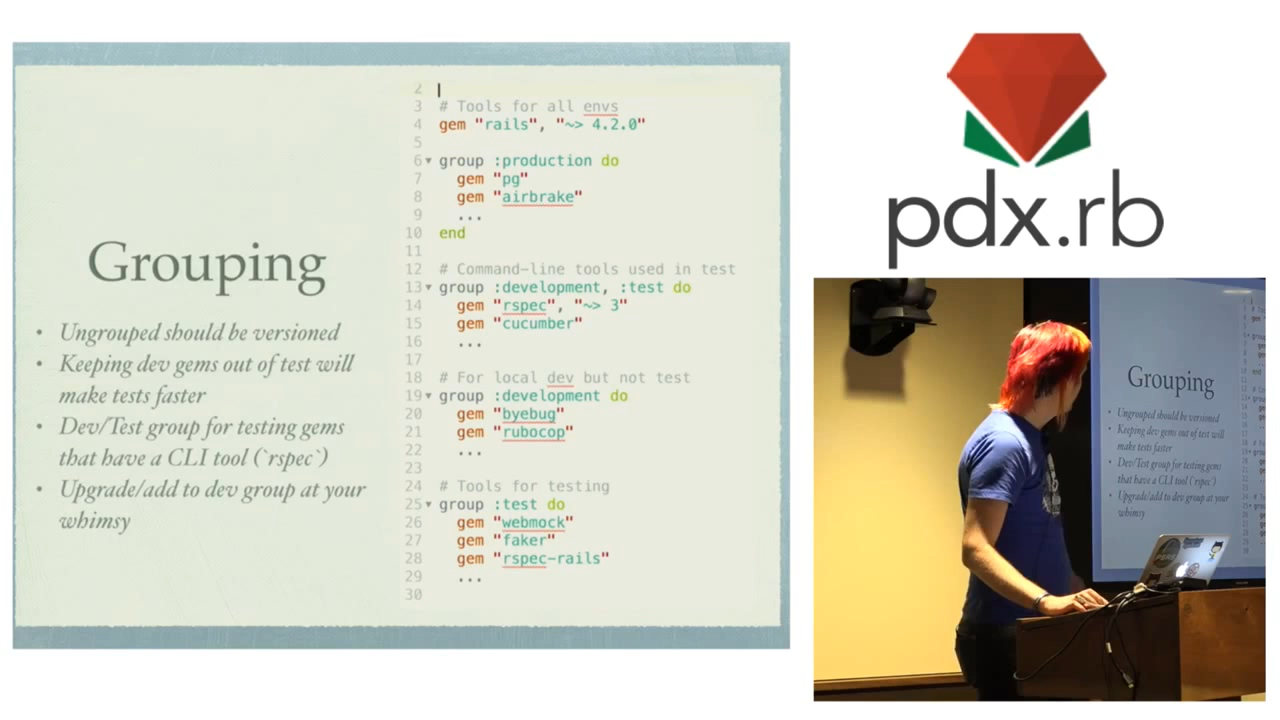 Grouping
• Ungrouped should be versioned
• Keeping dev gems out of test will
make tests faster
• Dev/Test group for testing gems
that have a CLI tool (`rspec`)
• Upgrade/add to dev group at your
whimsy
2
3 # Tools for all envs
4 gem "rails", "~> 4.2.0"
5
6 group :production do
7 gem "pg"
8 gem "airbrake"
9 ...
10 end
11
12 # Command-line tools used in test
13 group :development, :test do
14 gem "rspec", "~> 3"
15 gem "cucumber"
16 ...
17
18 # For local dev but not test
19 group :development do
20 gem "byebug"
21 gem "rubocop"
22 ...
23
24 # Tools for testing
25 group :test do
26 gem "webmock"
27 gem "faker"
28 gem "rspec-rails"
29 ...
30
pdx.rb
Grouping
• Ungrouped should be versioned
• Keeping dev gems out of test will
make tests faster
• Dev/Test group for testing gems
that have a CLI tool (`rspec`)
• Upgrade/add to dev group at your
whimsy